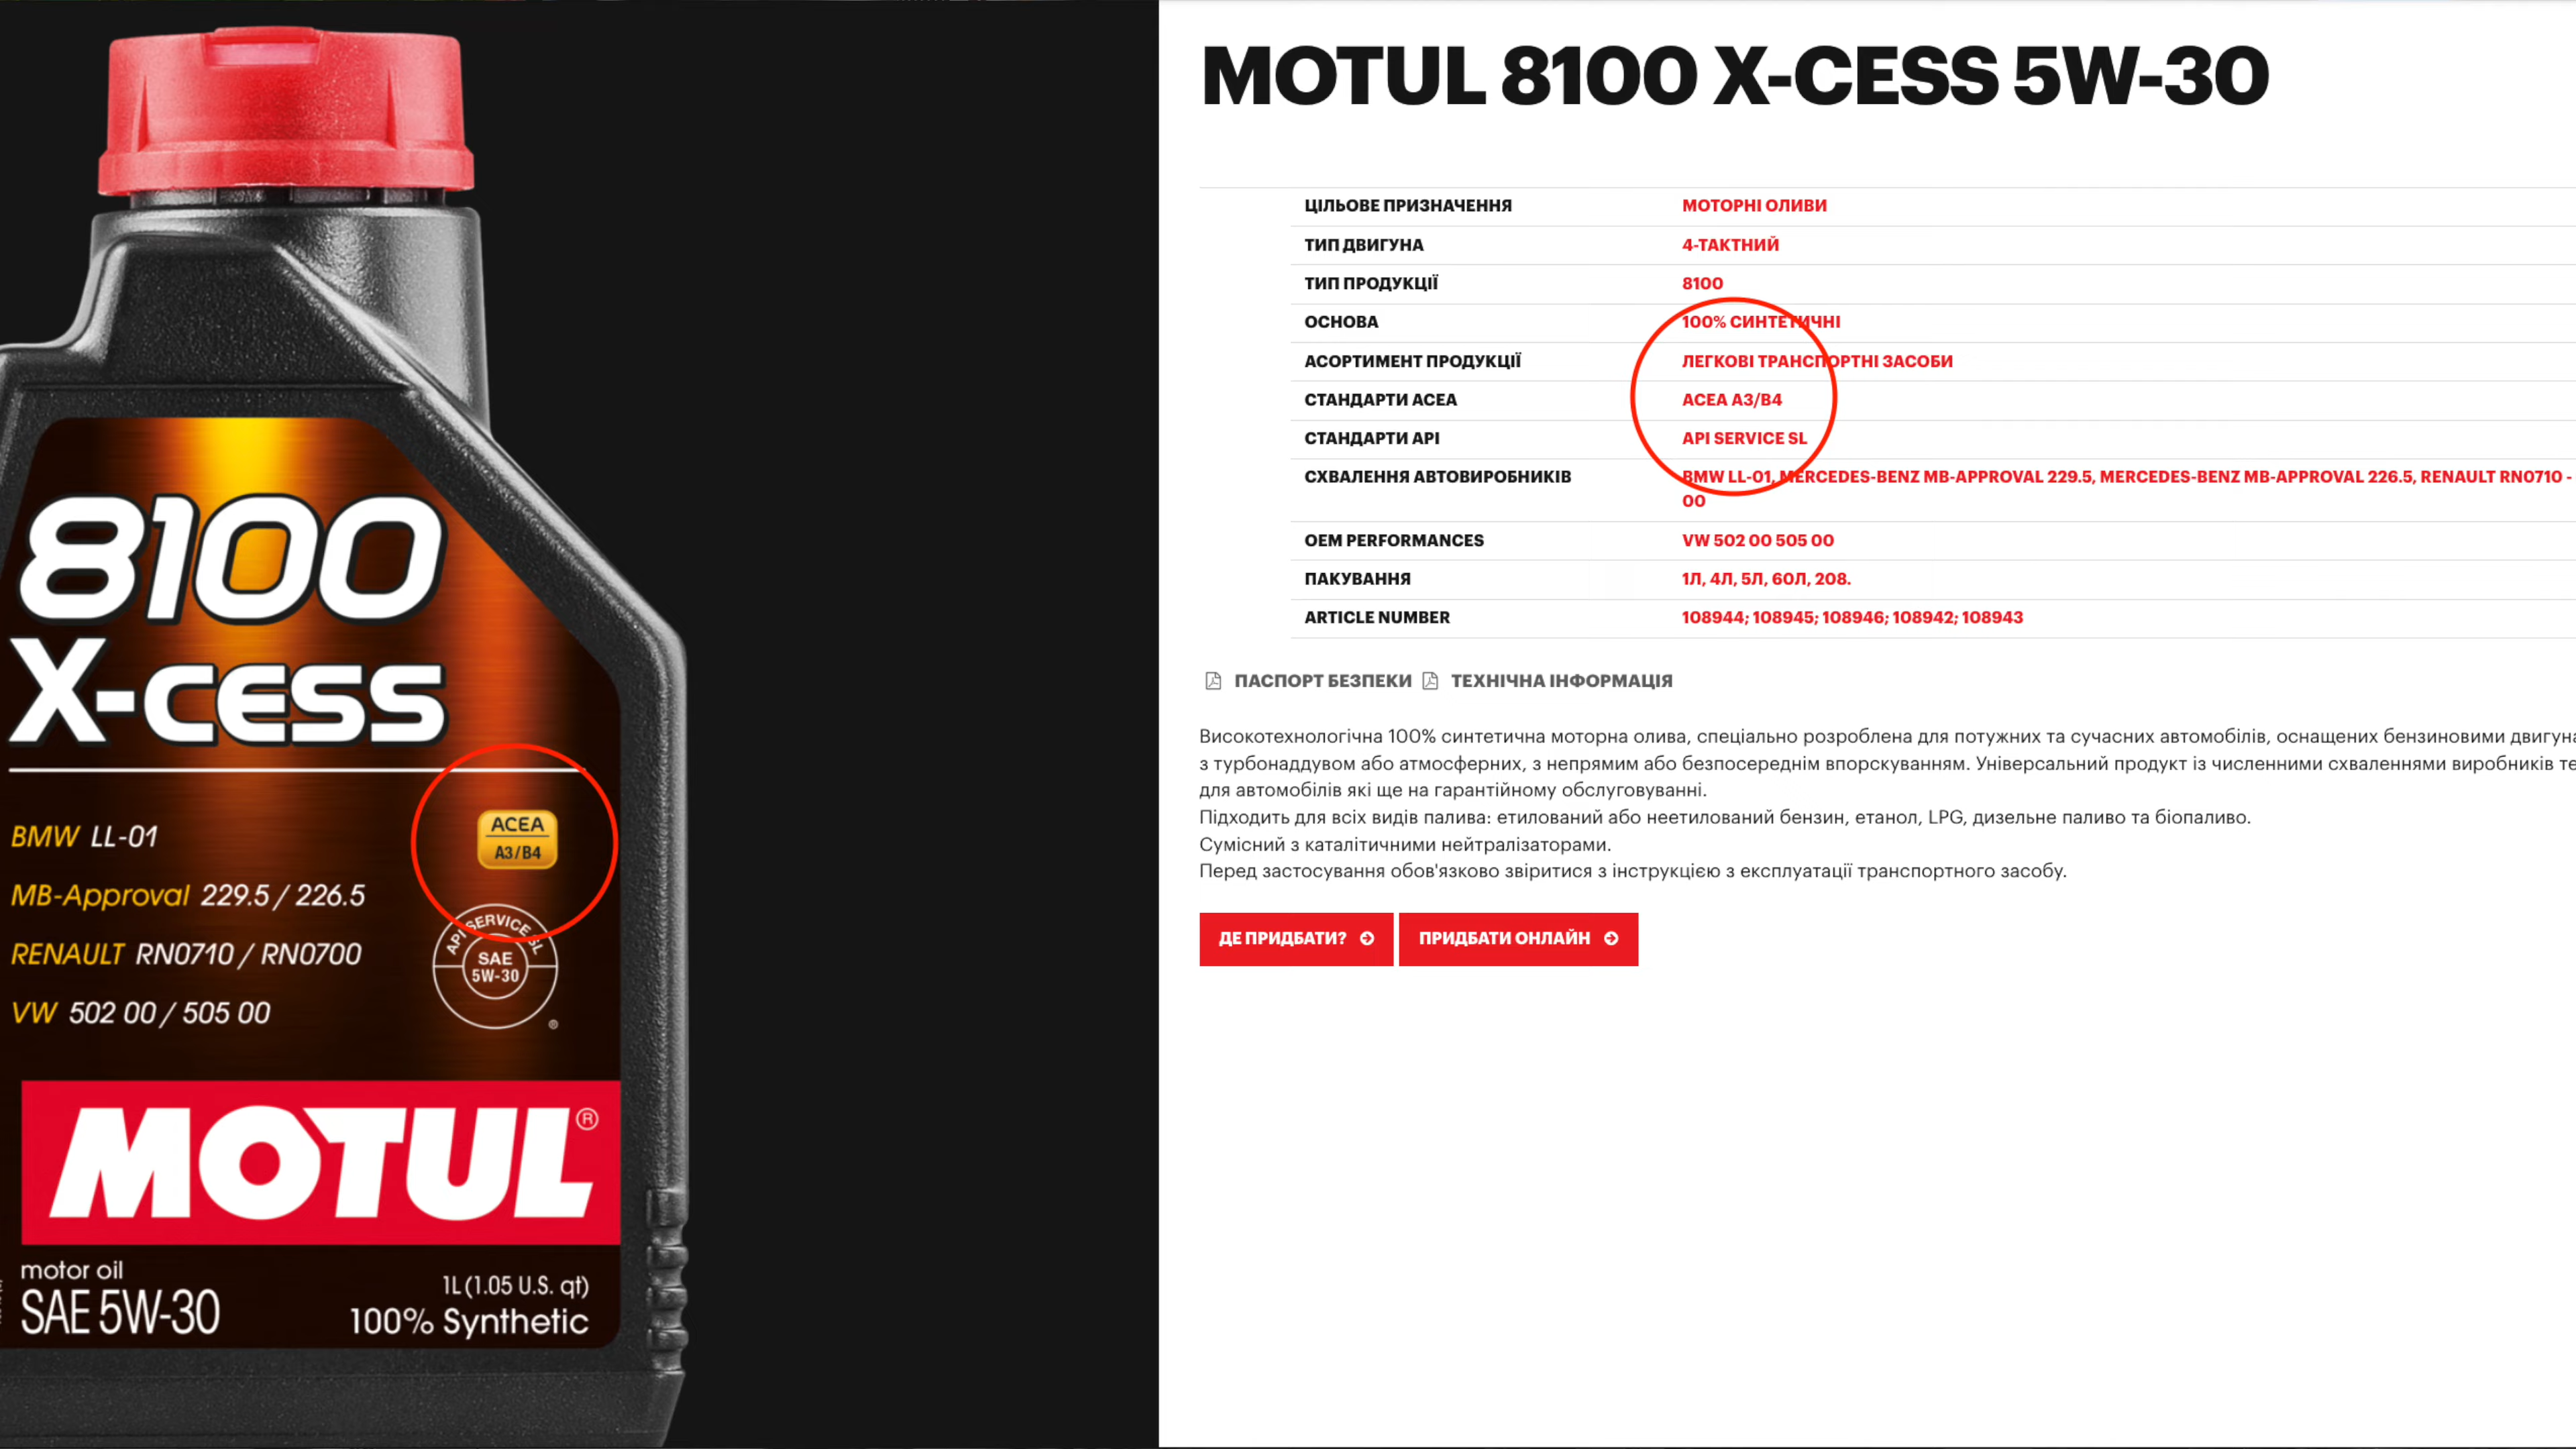 8100
X-CESS
BMW LL-01
ACEA
A3/B4
MB-Approval 229.5 / 226.5
RENAULT RN0710 / RN0700
API SERVICE SL
SAE
5W-30
®
VW 502 00 / 505 00
MOTUL®
motor oil
SAE 5W-30
1L (1.05 U.S. qt)
100% Synthetic
MOTUL 8100 X-CESS 5W-30
ЦІЛЬОВЕ ПРИЗНАЧЕННЯ МОТОРНІ ОЛИВИ
ТИП ДВИГУНА 4-ТАКТНИЙ
ТИП ПРОДУКЦІЇ 8100
ОСНОВА 100% СИНТЕТИЧНІ
АСОРТИМЕНТ ПРОДУКЦІЇ ЛЕГКОВІ ТРАНСПОРТНІ ЗАСОБИ
СТАНДАРТИ ACEA ACEA A3/B4
СТАНДАРТИ API API SERVICE SL
СХВАЛЕННЯ АВТОВИРОБНИКІВ BMW LL-01, MERCEDES-BENZ MB-APPROVAL 229.5, MERCEDES-BENZ MB-APPROVAL 226.5, RENAULT RN0710 -
00
OEM PERFORMANCES VW 502 00 505 00
ПАКУВАННЯ 1Л, 4Л, 5Л, 60Л, 208.
ARTICLE NUMBER 108944; 108945; 108946; 108942; 108943
ПАСПОРТ БЕЗПЕКИ ТЕХНІЧНА ІНФОРМАЦІЯ
Високотехнологічна 100% синтетична моторна олива, спеціально розроблена для потужних та сучасних автомобілів, оснащених бензиновими
з турбонаддувом або атмосферних, з непрямим або безпосереднім впорскуванням. Універсальний продукт із численними схваленнями виробників
для автомобілів які ще на гарантійному обслуговуванні.
Підходить для всіх видів палива: етилований або неетилований бензин, етанол, LPG, дизельне паливо та біопаливо.
Сумісний з каталітичними нейтралізаторами.
Перед застосування обов'язково звіритися з інструкцією з експлуатації транспортного засобу.
ДЕ ПРИДБАТИ? ПРИДБАТИ ОНЛАЙН